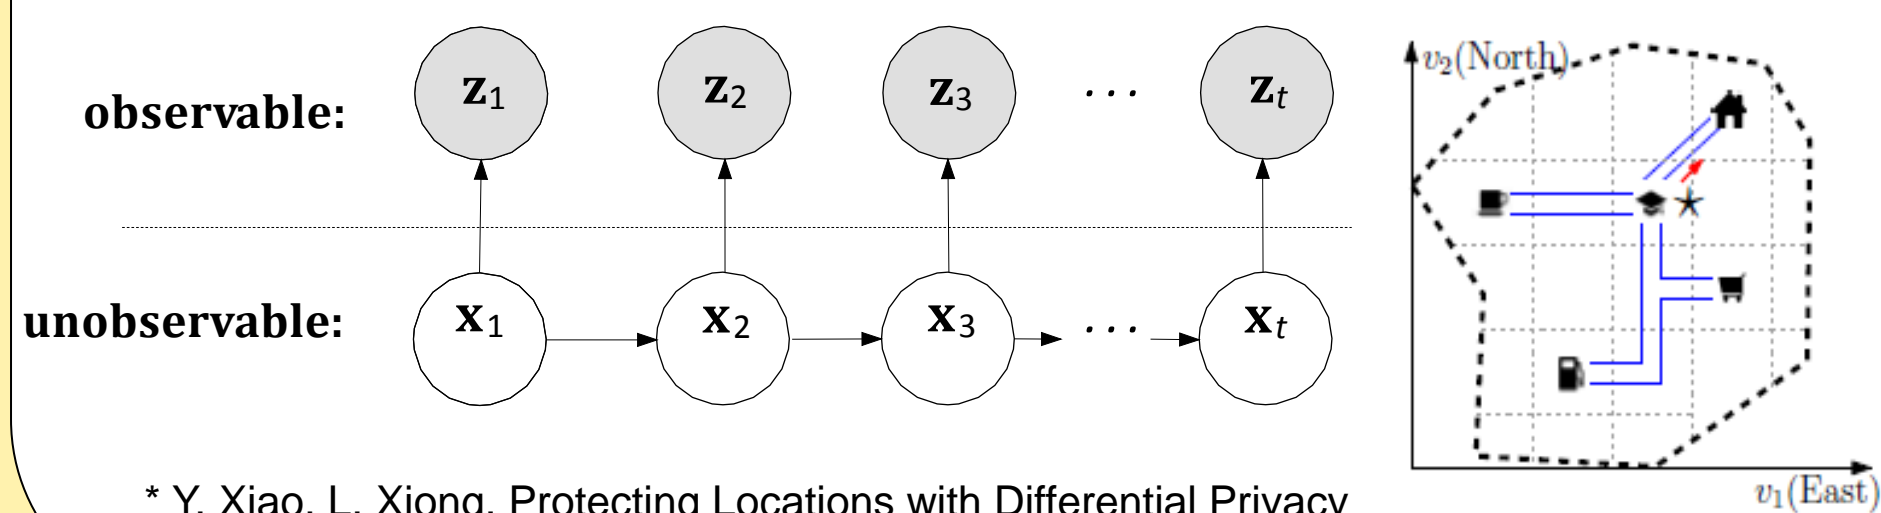 observable:
z1 z2 z3 ... zt
unobservable:
x1 x2 x3 ... xt
v2(North)
v1(East)
* Y. Xiao, L. Xiong, Protecting Locations with Differential Privacy